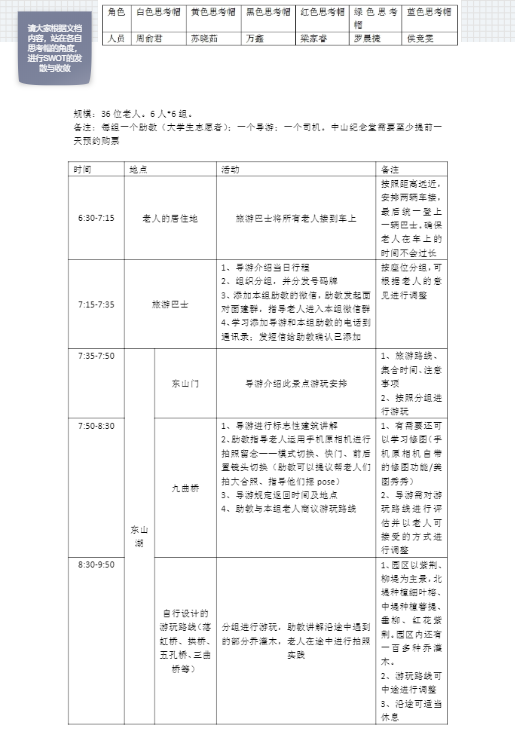 请大家根据文档
内容，站在各自
思考帽的角度，
进行SWOT的发
散与收敛
角色 白色思考帽 黄色思考帽 黑色思考帽 红色思考帽 绿色思考帽 蓝色思考帽
人员 周俞君 苏晓茹 万鑫 梁家睿 罗晨婕 侯竞雯
规模：36 位老人。6 人*6 组。
备注：每组一个助教（大学生志愿者）；一个导游；一个司机。中山纪念堂需要至少提前一
天预约购票
时间 地点 活动 备注
6:30-7:15 老人的居住地 旅游巴士将所有老人接到车上
按照距离远近，
安排两辆车接，
最后统一登上
一辆巴士。确保
老人在车上的
时间不会过长
7:15-7:35 旅游巴士
1、导游介绍当日行程
2、组织分组，并分发号码牌
3、添加本组助教的微信，助教发起面
对面建群，指导老人进入本组微信群
4、学习添加导游和本组助教的电话到
通讯录；发短信给助教确认已添加
按座位分组，可
根据老人的意
见进行调整
7:35-7:50
东山湖
东山门 导游介绍此景点游玩安排
1、旅游路线、
集合时间、注意
事项
2、按照分组进
行游玩
7:50-8:30
九曲桥
1、导游进行标志性建筑讲解
2、助教指导老人运用手机原相机进行
拍照留念——模式切换、快门、前后
置镜头切换（助教可以提议帮老人们
拍大合照、指导他们摆 pose）
3、导游规定返回时间及地点
4、助教与本组老人商议游玩路线
1、有需要还可
以学习修图（手
机原相机自带
的修图功能/美
图秀秀）
2、导游需对游
玩路线进行评
估并以老人可
接受的方式进
行调整
8:30-9:50
自行设计的
游玩路线（落
虹桥、拱桥、
五孔桥、三曲
桥等）
分组进行游玩，助教讲解沿途中遇到
的部分乔灌木，老人在途中进行拍照
实践
1、园区以紫荆、
柳堤为主景，北
堤种植细叶榕、
中堤种植菩提、
垂柳、红花紫
荆。园区内还有
一百多种乔灌
木。
2、游玩路线可
中途进行调整
3、沿途可适当
休息